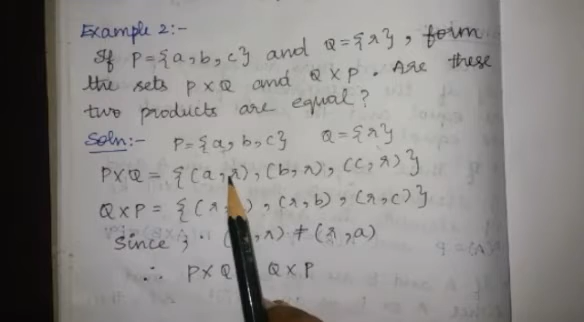 Example 2:-
If P={a,b,c} and Q={r}, form
the sets P×Q and Q×P. Are these
two products are equal?
Soln:- P={a,b,c} Q={r}
P×Q = {(a,r),(b,r),(c,r)}
Q×P = {(r, ),(r,b),(r,c)}
Since, ( ,r) ≠ (r,a)
∴ P×Q Q×P